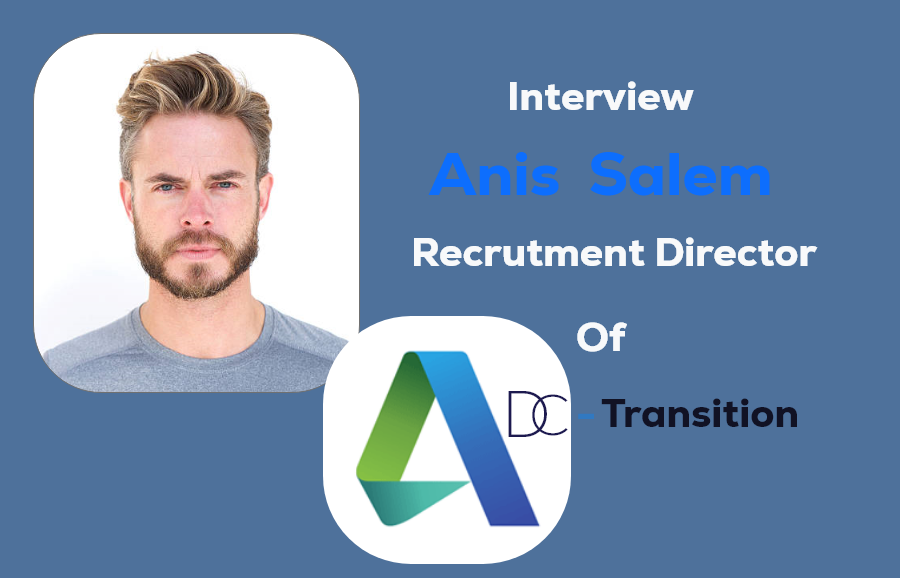 Interview
Anis Salem
Recrutment Director
Of
DC - Transition